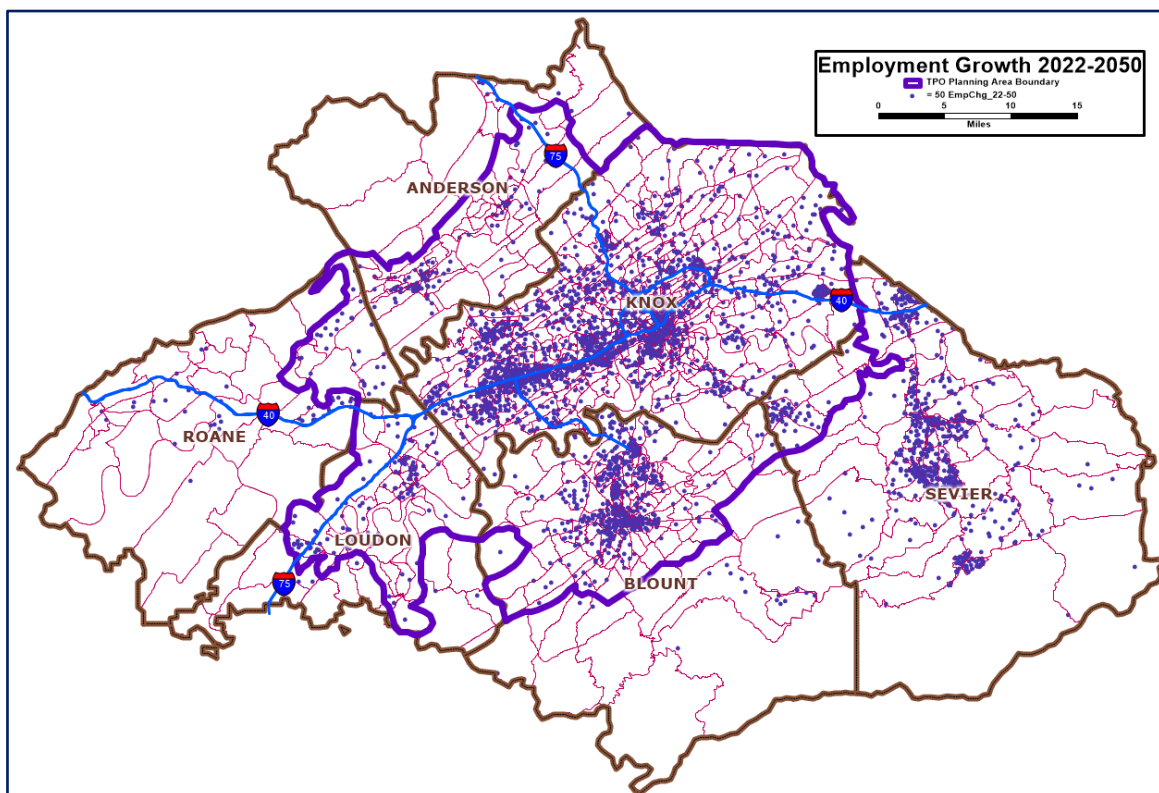 Employment Growth 2022-2050
TPO Planning Area Boundary
= 50 EmpChg_22-50
0 5 10 15
Miles
75
ANDERSON
KNOX
40
40
ROANE
SEVIER
LOUDON
75
BLOUNT